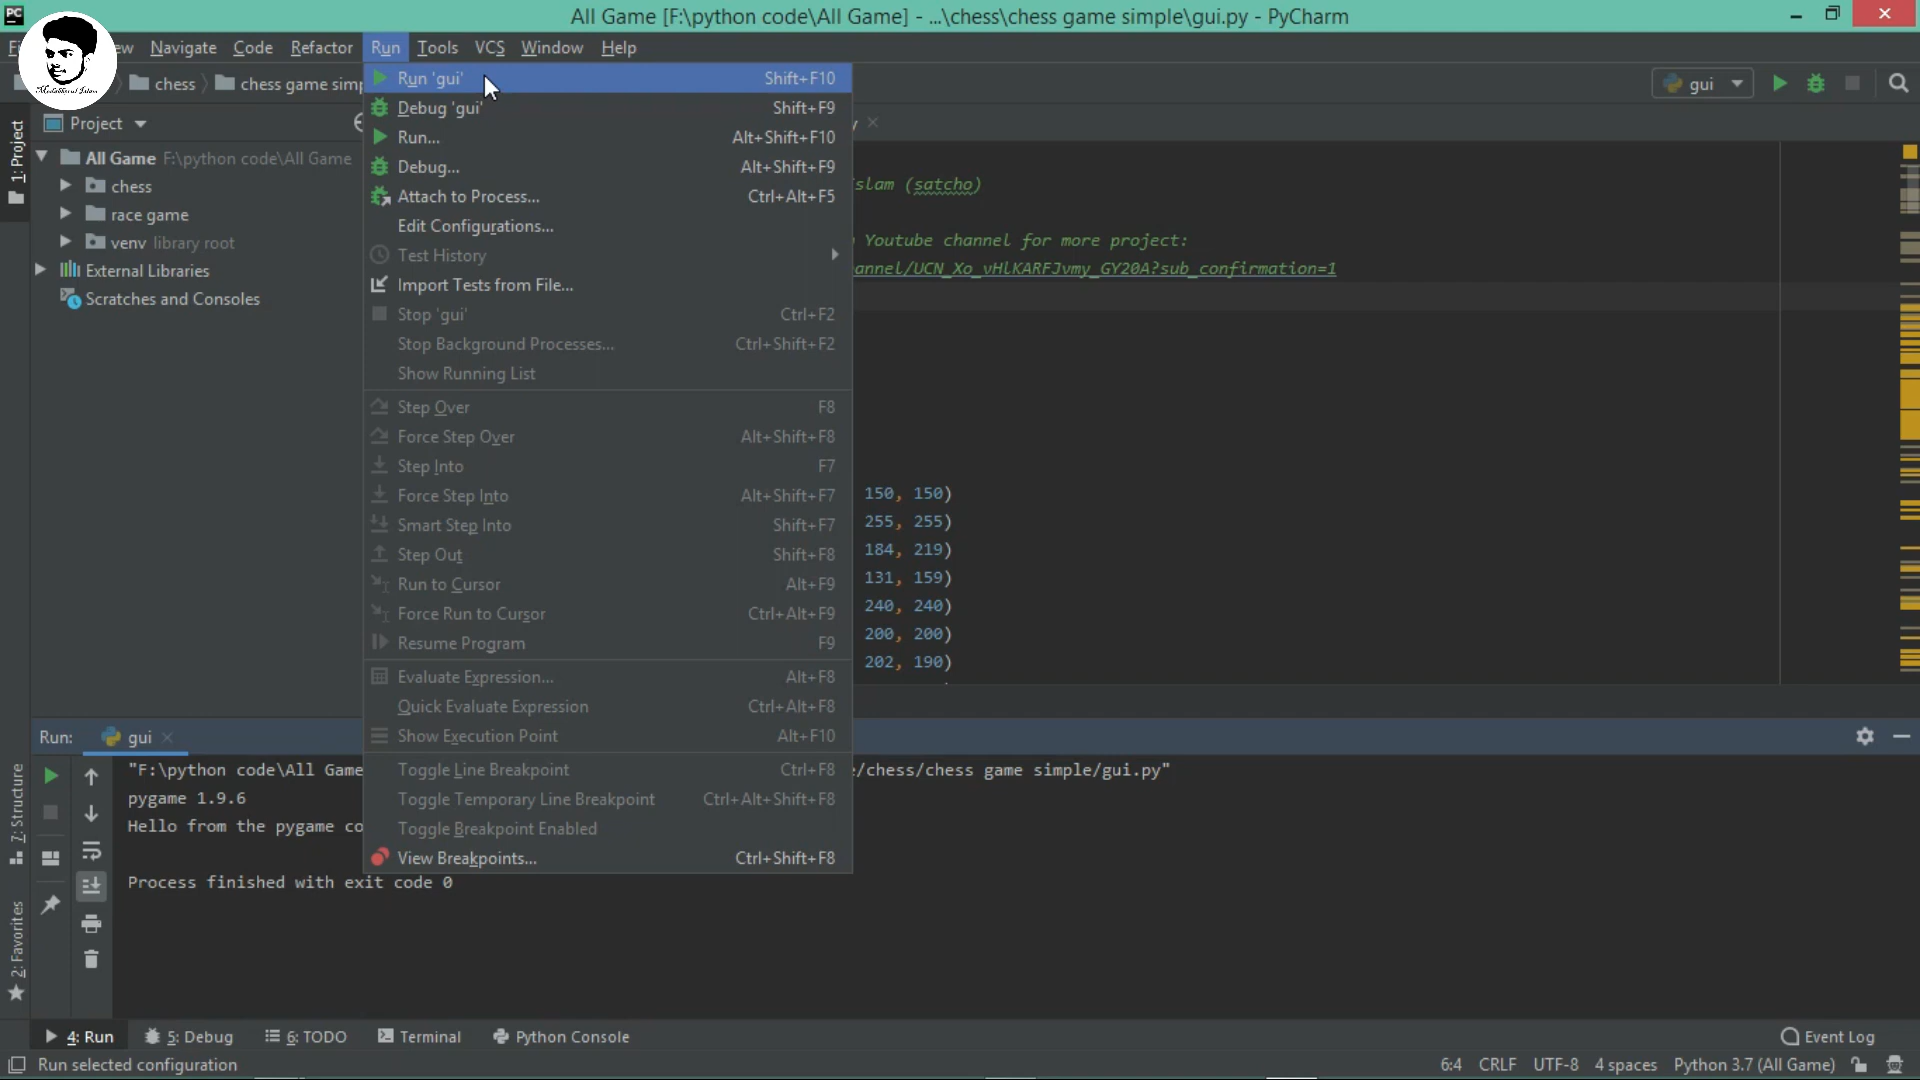 All Game [F:\python code\All Game] - ...\chess\chess game simple\gui.py - PyCharm
Navigate Code Refactor Run Tools VCS Window Help
chess chess game simp
gui
Run 'gui' Shift+F10
Debug 'gui' Shift+F9
Run... Alt+Shift+F10
Debug... Alt+Shift+F9
Attach to Process... Ctrl+Alt+F5
Edit Configurations...
Test History
Import Tests from File...
Stop 'gui' Ctrl+F2
Stop Background Processes... Ctrl+Shift+F2
Show Running List
Step Over F8
Force Step Over Alt+Shift+F8
Step Into F7
Force Step Into Alt+Shift+F7
Smart Step Into Shift+F7
Step Out Shift+F8
Run to Cursor Alt+F9
Force Run to Cursor Ctrl+Alt+F9
Resume Program F9
Evaluate Expression... Alt+F8
Quick Evaluate Expression Ctrl+Alt+F8
Show Execution Point Alt+F10
Toggle Line Breakpoint Ctrl+F8
Toggle Temporary Line Breakpoint Ctrl+Alt+Shift+F8
Toggle Breakpoint Enabled
View Breakpoints... Ctrl+Shift+F8
1: Project
Project
All Game F:\python code\All Game
chess
race game
venv library root
External Libraries
Scratches and Consoles
slam (satcho)
Youtube channel for more project:
annel/UCN_Xo_vHlKARFJvmy_GY20A?sub_confirmation=1
150, 150)
255, 255)
184, 219)
131, 159)
240, 240)
200, 200)
202, 190)
Run: gui
"F:\python code\All Game /chess/chess game simple/gui.py"
pygame 1.9.6
Hello from the pygame co
Process finished with exit code 0
7: Structure
2: Favorites
4: Run 5: Debug 6: TODO Terminal Python Console Event Log
Run selected configuration 6:4 CRLF UTF-8 4 spaces Python 3.7 (All Game)